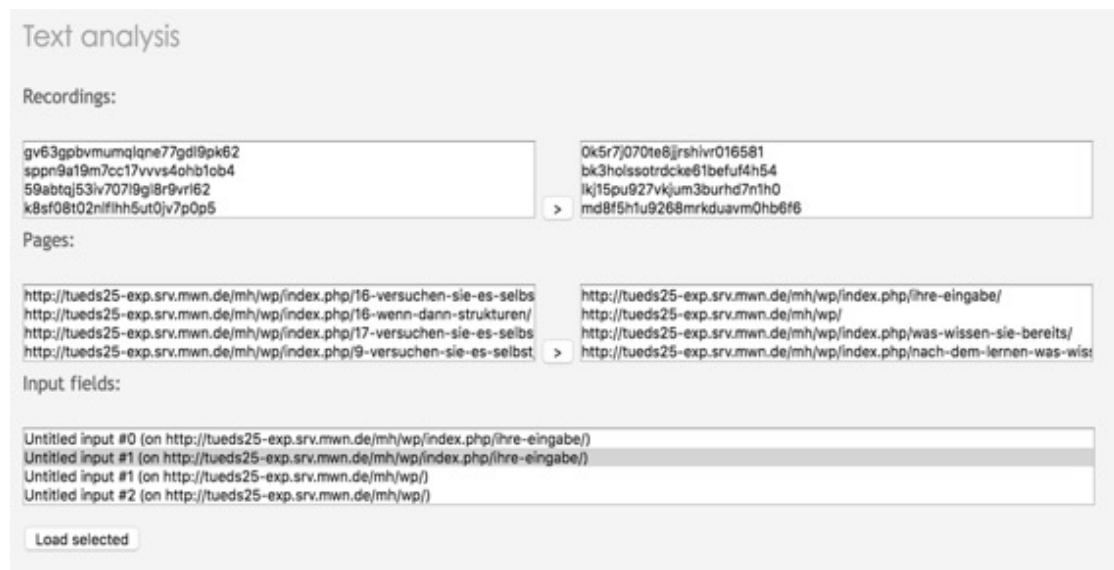 Text analysis
Recordings:
gv63gpbvmumqlqne77gdl9pk62
sppn9a19m7cc17vvvs4ohb1ob4
59abtqj53iv707l9gl8r9vrl62
k8sf08t02nlflhh5ut0jv7p0p5
>
0k5r7j070te8jjrshivr016581
bk3holssotrdcke61befuf4h54
lkj15pu927vkjum3burhd7n1h0
md8f5h1u9268mrkduavm0hb6f6
Pages:
http://tueds25-exp.srv.mwn.de/mh/wp/index.php/16-versuchen-sie-es-selbs
http://tueds25-exp.srv.mwn.de/mh/wp/index.php/16-wenn-dann-strukturen/
http://tueds25-exp.srv.mwn.de/mh/wp/index.php/17-versuchen-sie-es-selbs
http://tueds25-exp.srv.mwn.de/mh/wp/index.php/9-versuchen-sie-es-selbst
>
http://tueds25-exp.srv.mwn.de/mh/wp/index.php/ihre-eingabe/
http://tueds25-exp.srv.mwn.de/mh/wp/
http://tueds25-exp.srv.mwn.de/mh/wp/index.php/was-wissen-sie-bereits/
http://tueds25-exp.srv.mwn.de/mh/wp/index.php/nach-dem-lernen-was-wis
Input fields:
Untitled input #0 (on http://tueds25-exp.srv.mwn.de/mh/wp/index.php/ihre-eingabe/)
Untitled input #1 (on http://tueds25-exp.srv.mwn.de/mh/wp/index.php/ihre-eingabe/)
Untitled input #1 (on http://tueds25-exp.srv.mwn.de/mh/wp/)
Untitled input #2 (on http://tueds25-exp.srv.mwn.de/mh/wp/)
Load selected